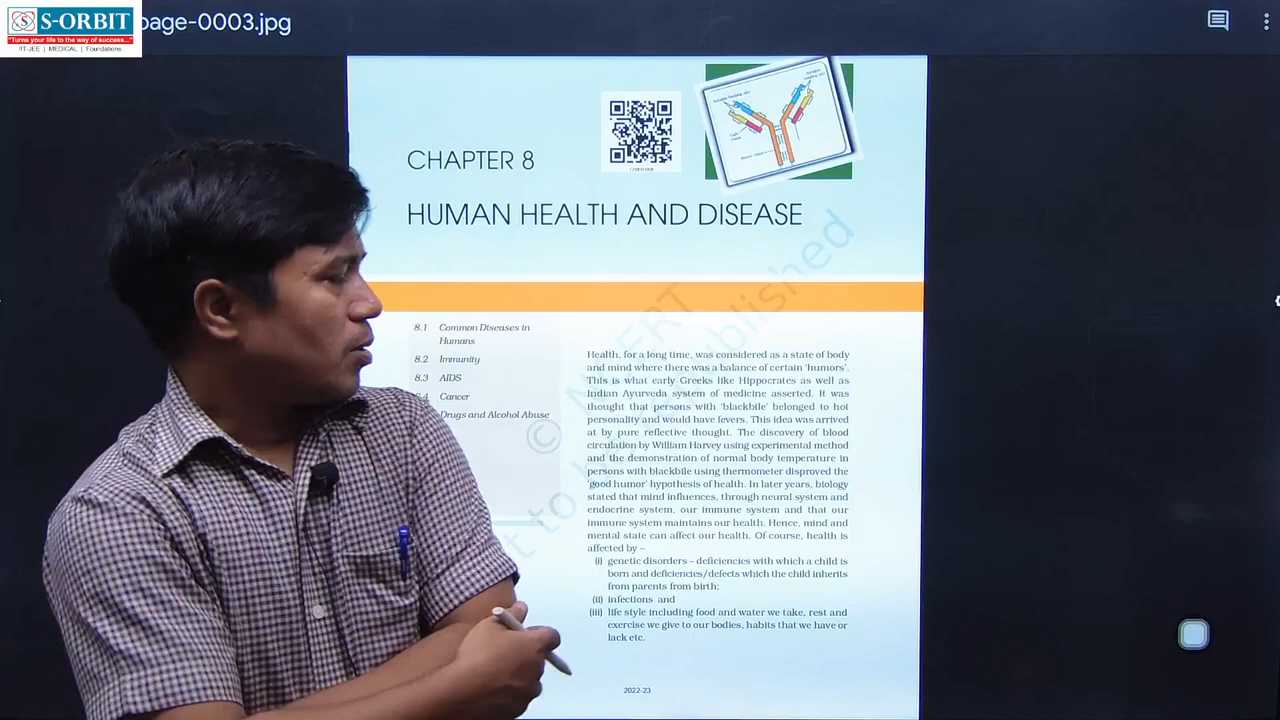 S-ORBIT
"Turns your life to the way of success..."
IIT-JEE | MEDICAL | Foundations
page-0003.jpg
CHAPTER 8
HUMAN HEALTH AND DISEASE
8.1 Common Diseases in
Humans
8.2 Immunity
8.3 AIDS
8.4 Cancer
Drugs and Alcohol Abuse
Health, for a long time, was considered as a state of body
and mind where there was a balance of certain 'humors'.
This is what early Greeks like Hippocrates as well as
Indian Ayurveda system of medicine asserted. It was
thought that persons with 'blackbile' belonged to hot
personality and would have fevers. This idea was arrived
at by pure reflective thought. The discovery of blood
circulation by William Harvey using experimental method
and the demonstration of normal body temperature in
persons with blackbile using thermometer disproved the
'good humor' hypothesis of health. In later years, biology
stated that mind influences, through neural system and
endocrine system, our immune system and that our
immune system maintains our health. Hence, mind and
mental state can affect our health. Of course, health is
affected by –
(i) genetic disorders – deficiencies with which a child is
born and deficiencies/defects which the child inherits
from parents from birth;
(ii) infections and
(iii) life style including food and water we take, rest and
exercise we give to our bodies, habits that we have or
lack etc.
2022-23